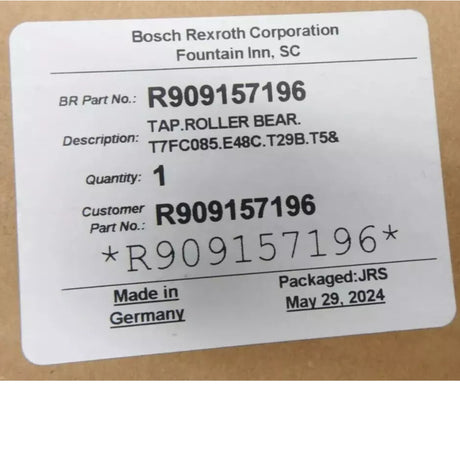 Bosch Rexroth Corporation
Fountain Inn, SC
BR Part No.: R909157196
Description: TAP.ROLLER BEAR.
T7FC085.E48C.T29B.T5&
Quantity: 1
Customer Part No.: R909157196
*R909157196*
Made in Germany
Packaged:JRS
May 29, 2024